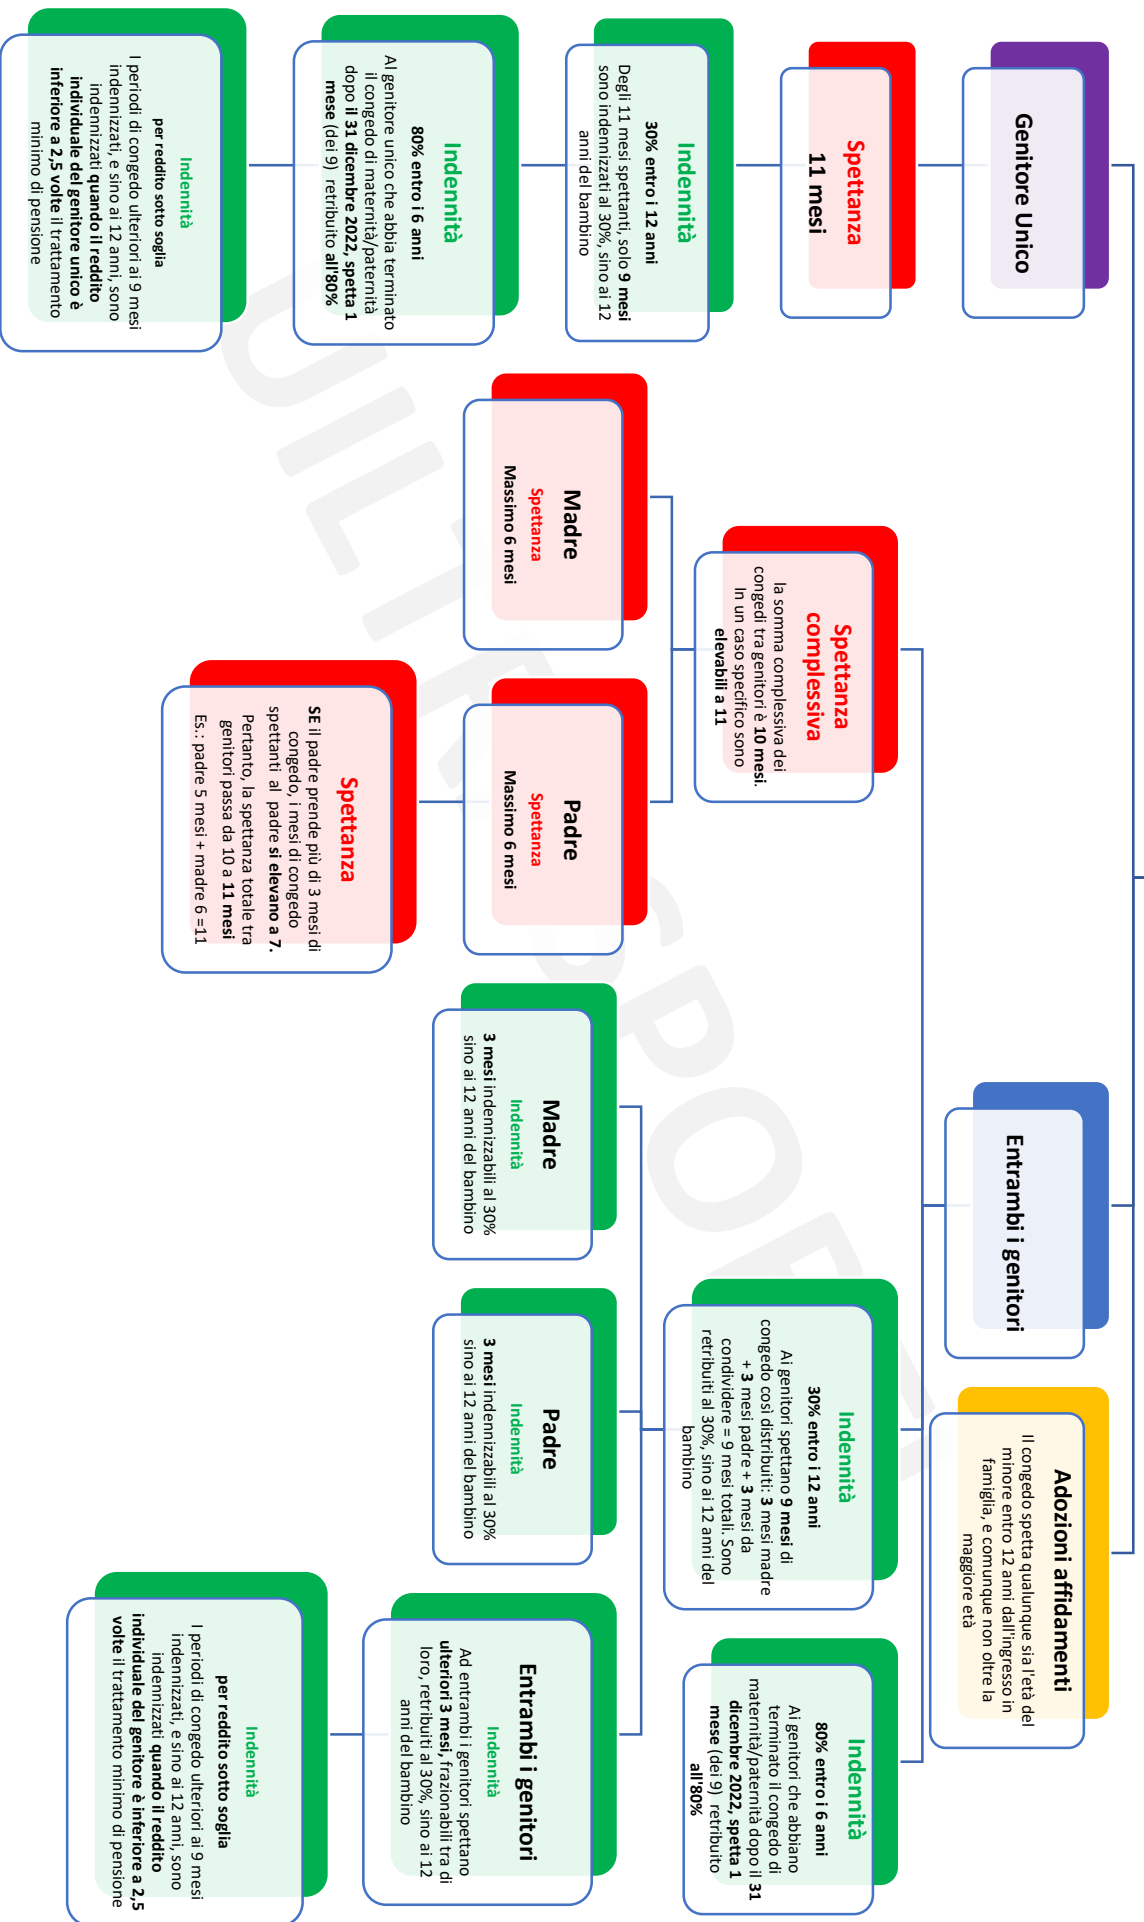 Genitore Unico
Spettanza
11 mesi
Indennità
30% entro i 12 anni
Degli 11 mesi spettanti, solo 9 mesi
sono indennizzati al 30%, sino ai 12
anni del bambino
Indennità
80% entro i 6 anni
Al genitore unico che abbia terminato
il congedo di maternità/paternità
dopo il 31 dicembre 2022, spetta 1
mese (dei 9) retribuito all'80%
Indennità
per reddito sotto soglia
I periodi di congedo ulteriori ai 9 mesi
indennizzati, e sino ai 12 anni, sono
indennizzati quando il reddito
individuale del genitore unico è
inferiore a 2,5 volte il trattamento
minimo di pensione
Entrambi i genitori
Spettanza
complessiva
la somma complessiva dei
congedi tra genitori è 10 mesi.
In un caso specifico sono
elevabili a 11
Madre
Spettanza
Massimo 6 mesi
Padre
Spettanza
Massimo 6 mesi
Spettanza
SE il padre prende più di 3 mesi di
congedo, i mesi di congedo
spettanti al padre si elevano a 7.
Pertanto, la spettanza totale tra
genitori passa da 10 a 11 mesi
Es.: padre 5 mesi + madre 6 =11
Indennità
30% entro i 12 anni
Ai genitori spettano 9 mesi di
congedo così distribuiti: 3 mesi madre
+ 3 mesi padre + 3 mesi da
condividere = 9 mesi totali. Sono
retribuiti al 30%, sino ai 12 anni del
bambino
Madre
Indennità
3 mesi indennizzabili al 30%
sino ai 12 anni del bambino
Padre
Indennità
3 mesi indennizzabili al 30%
sino ai 12 anni del bambino
Entrambi i genitori
Indennità
Ad entrambi i genitori spettano
ulteriori 3 mesi, frazionabili tra di
loro, retribuiti al 30%, sino ai 12
anni del bambino
Indennità
per reddito sotto soglia
I periodi di congedo ulteriori ai 9 mesi
indennizzati, e sino ai 12 anni, sono
indennizzati quando il reddito
individuale del genitore è inferiore a 2,5
volte il trattamento minimo di pensione
Indennità
80% entro i 6 anni
Ai genitori che abbiano
terminato il congedo di
maternità/paternità dopo il 31
dicembre 2022, spetta 1
mese (dei 9) retribuito
all'80%
Adozioni affidamenti
Il congedo spetta qualunque sia l'età del
minore entro 12 anni dall'ingresso in
famiglia, e comunque non oltre la
maggiore età